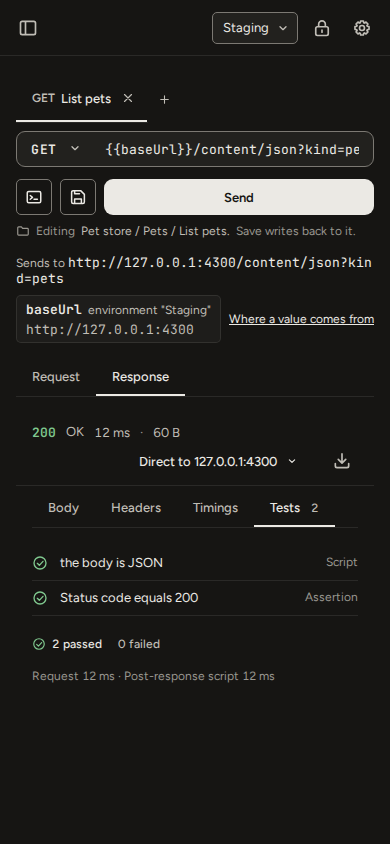 Staging
GET List pets
GET {{baseUrl}}/content/json?kind=pe
Send
Editing Pet store / Pets / List pets. Save writes back to it.
Sends to http://127.0.0.1:4300/content/json?kin
d=pets
baseUrl environment "Staging"
http://127.0.0.1:4300
Where a value comes from
Request Response
200 OK 12 ms · 60 B
Direct to 127.0.0.1:4300
Body Headers Timings Tests 2
the body is JSON Script
Status code equals 200 Assertion
2 passed 0 failed
Request 12 ms · Post-response script 12 ms